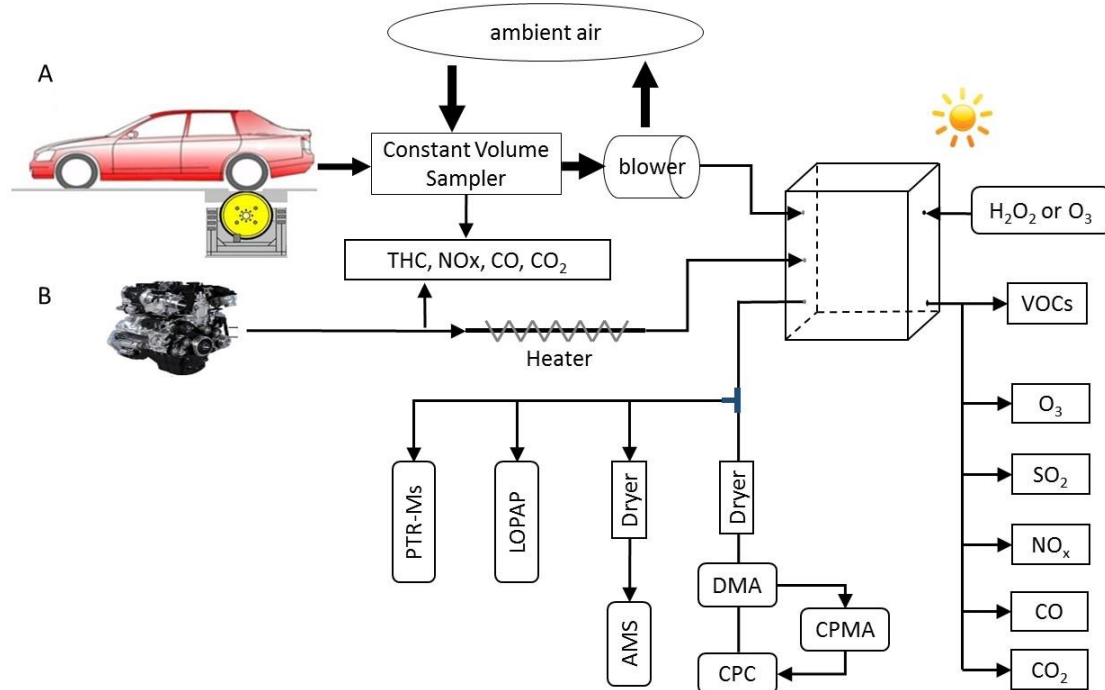 ambient air
A
Constant Volume
Sampler
blower
H₂O₂ or O₃
THC, NOx, CO, CO₂
B
VOCs
Heater
O₃
PTR-Ms
LOPAP
Dryer
Dryer
SO₂
NOₓ
DMA
AMS
CPMA
CO
CPC
CO₂